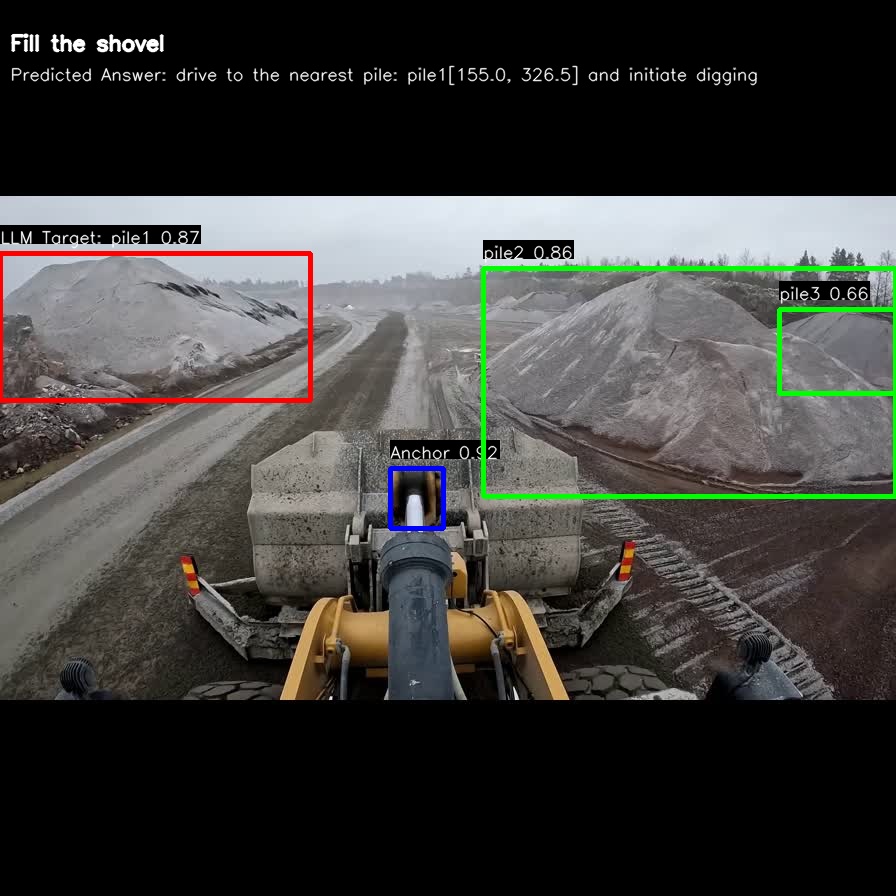 Fill the shovel
Predicted Answer: drive to the nearest pile: pile1[155.0, 326.5] and initiate digging
LLM Target: pile1 0.87
pile2 0.86
pile3 0.66
Anchor 0.92